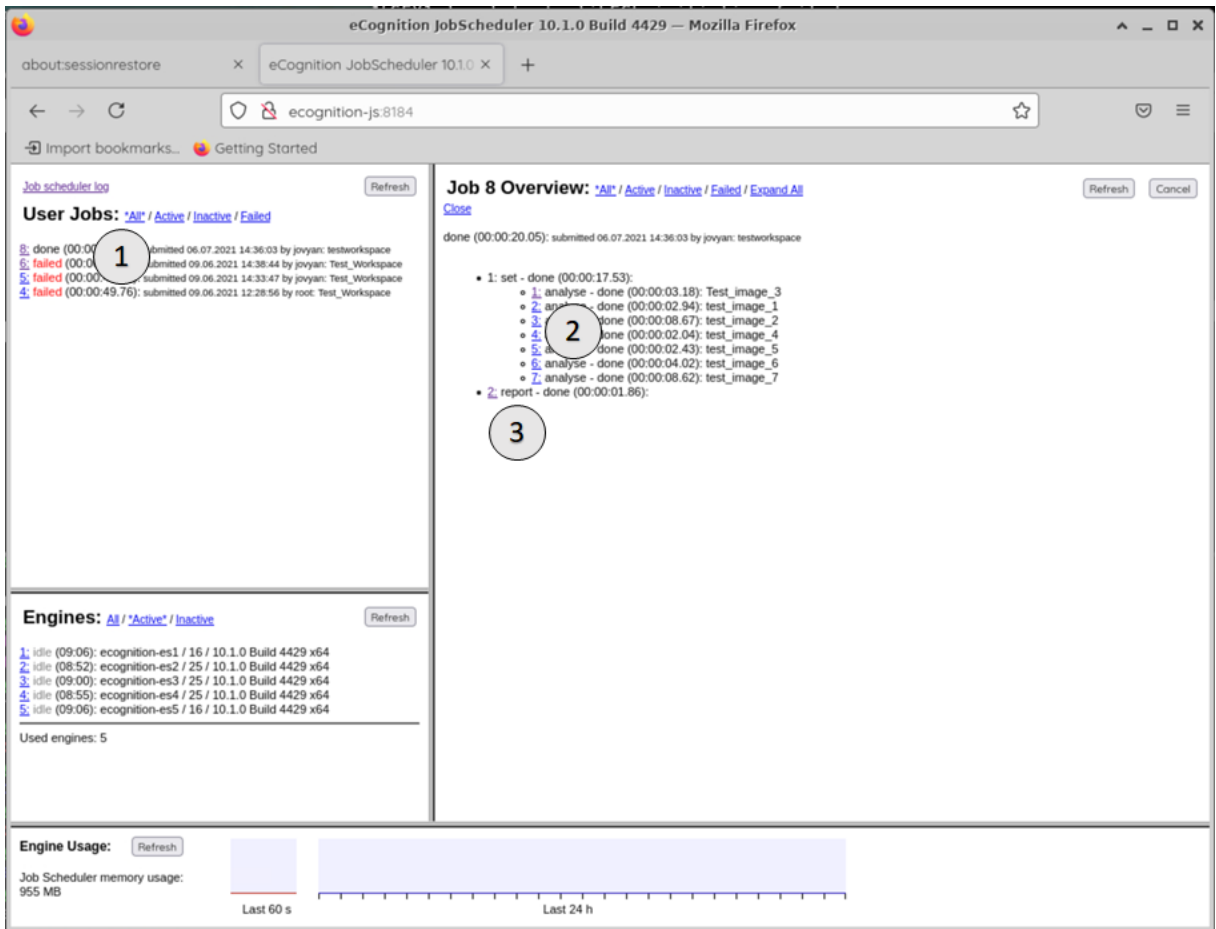 eCognition JobScheduler 10.1.0 Build 4429 — Mozilla Firefox
about:sessionrestore
eCognition JobScheduler 10.1.0
ecognition-js:8184
Import bookmarks...
Getting Started
Job scheduler log
Refresh
User Jobs: *All* / Active / Inactive / Failed
8: done (00:00 submitted 06.07.2021 14:36:03 by jovyan: testworkspace
6: failed (00:0 submitted 09.06.2021 14:38:44 by jovyan: Test_Workspace
5: failed (00:00 submitted 09.06.2021 14:33:47 by jovyan: Test_Workspace
4: failed (00:00:49.76): submitted 09.06.2021 12:28:56 by root: Test_Workspace
1
Job 8 Overview: *All* / Active / Inactive / Failed / Expand All
Refresh
Cancel
Close
done (00:00:20.05): submitted 06.07.2021 14:36:03 by jovyan: testworkspace
1: set - done (00:00:17.53):
1: analyse - done (00:00:03.18): Test_image_3
2: analyse - done (00:00:02.94): test_image_1
3: done (00:00:08.67): test_image_2
4: done (00:00:02.04): test_image_4
5: done (00:00:02.43): test_image_5
6: analyse - done (00:00:04.02): test_image_6
7: analyse - done (00:00:08.62): test_image_7
2: report - done (00:00:01.86):
2
3
Engines: All / *Active* / Inactive
Refresh
1: idle (09:06): ecognition-es1 / 16 / 10.1.0 Build 4429 x64
2: idle (08:52): ecognition-es2 / 25 / 10.1.0 Build 4429 x64
3: idle (09:00): ecognition-es3 / 25 / 10.1.0 Build 4429 x64
4: idle (08:55): ecognition-es4 / 25 / 10.1.0 Build 4429 x64
5: idle (09:06): ecognition-es5 / 16 / 10.1.0 Build 4429 x64
Used engines: 5
Engine Usage:
Refresh
Job Scheduler memory usage:
955 MB
Last 60 s
Last 24 h